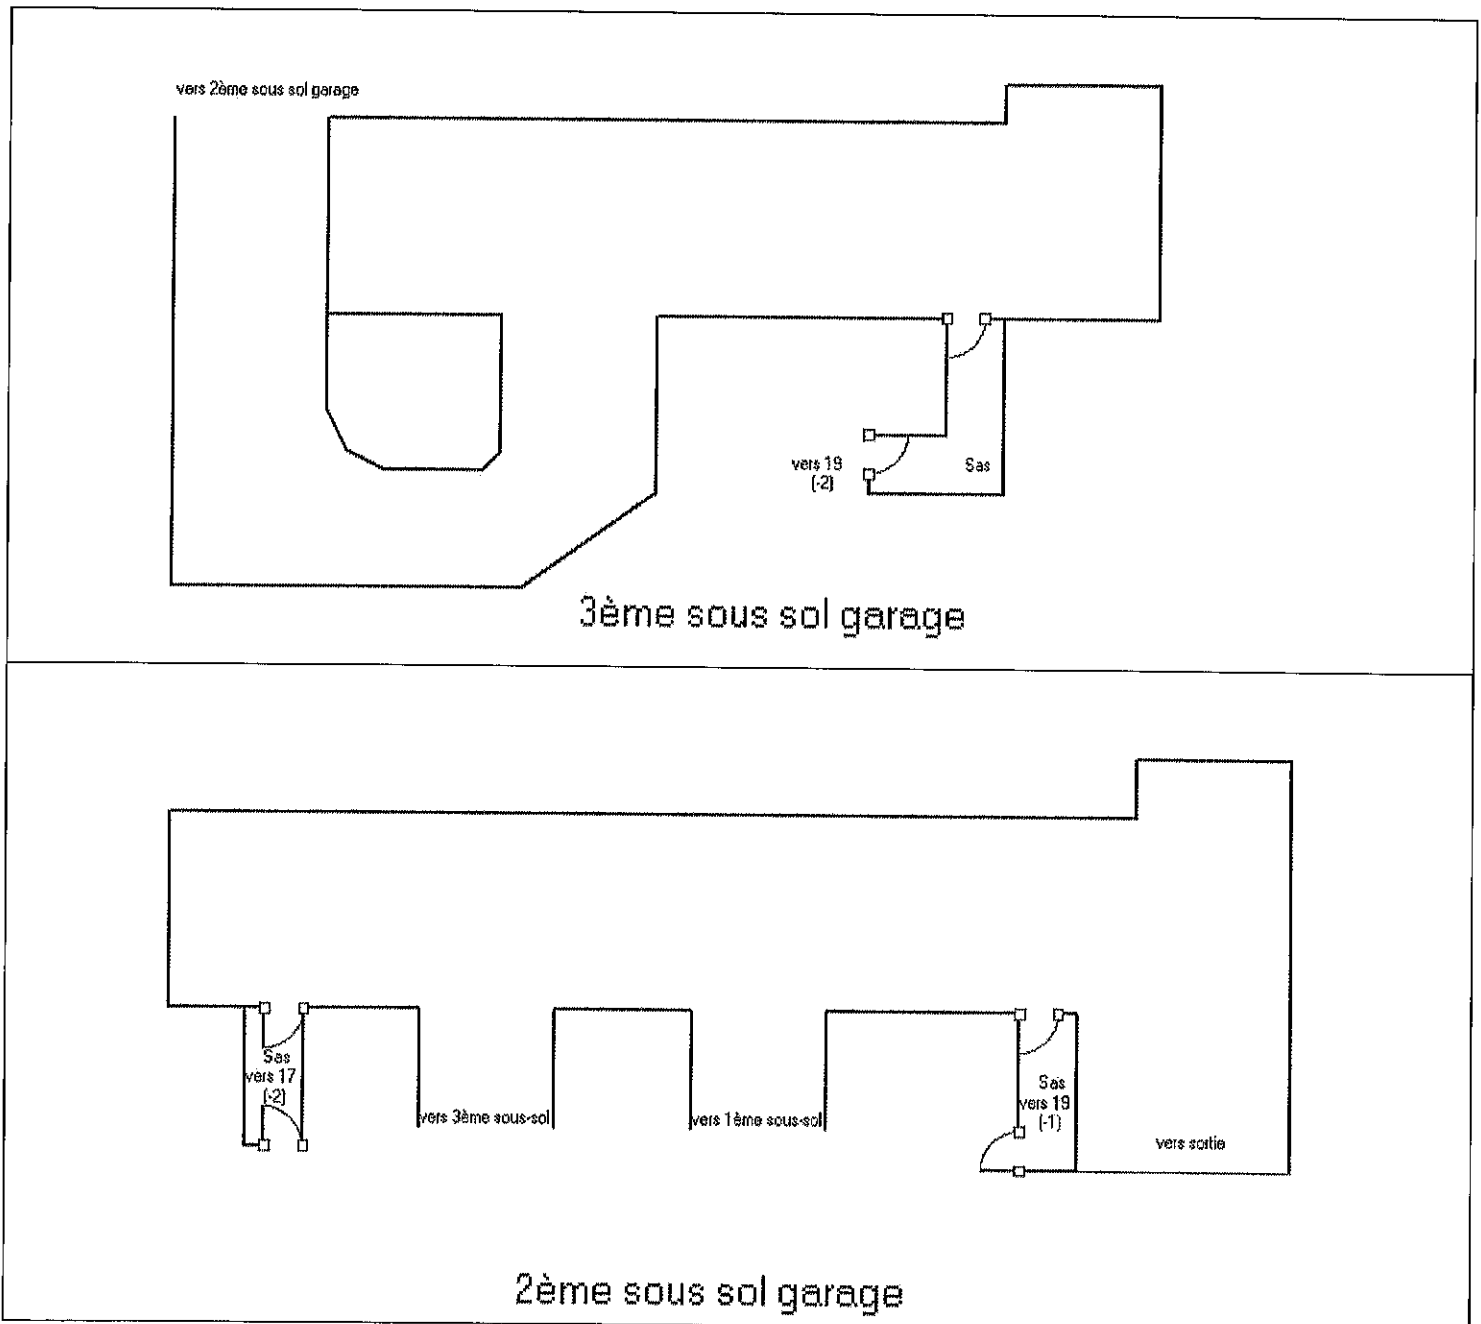 vers 2ème sous sol garage
vers 19
(-2)
Sas
3ème sous sol garage
Sas
vers 17
(-2)
vers 3ème sous-sol
vers 1ème sous-sol
Sas
vers 19
(-1)
vers sortie
2ème sous sol garage